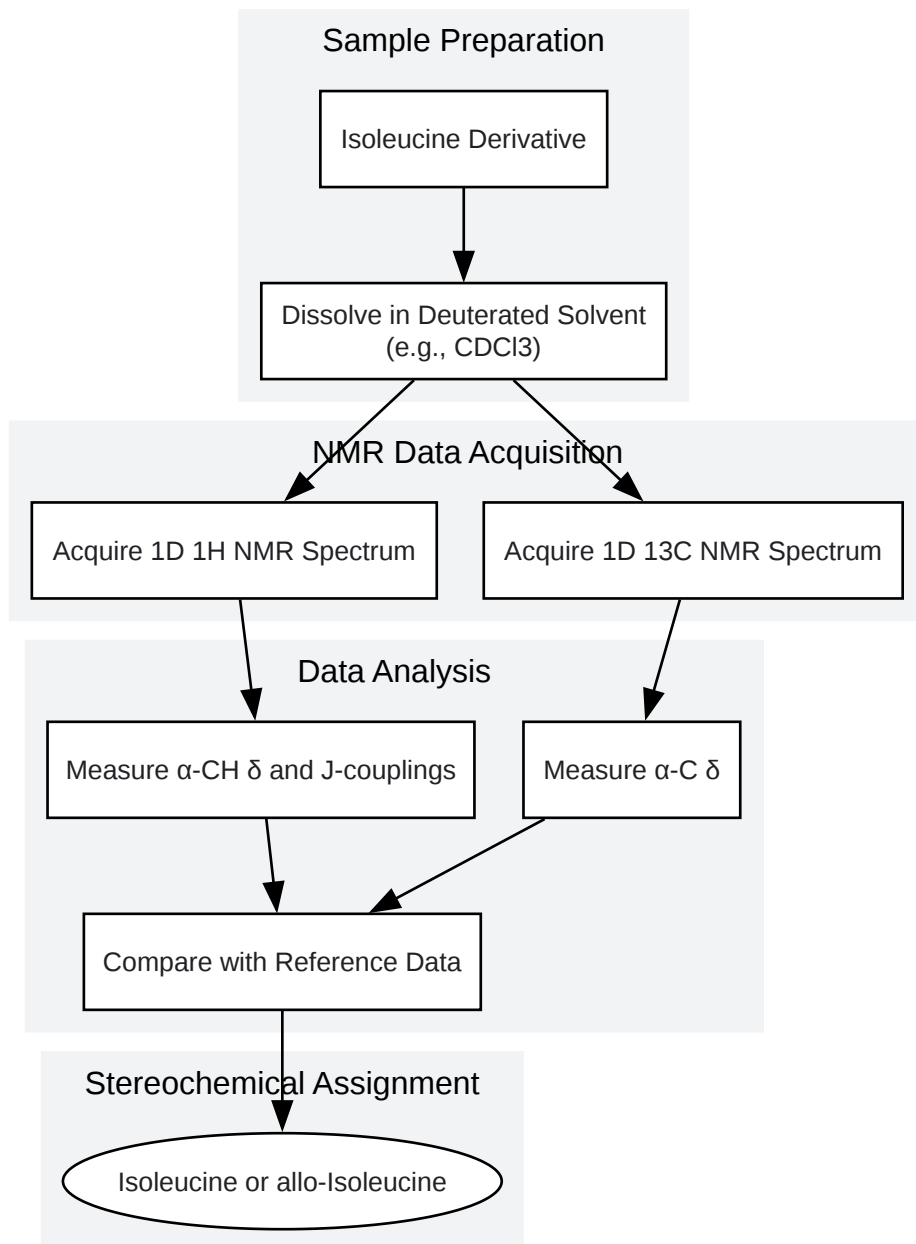 Sample Preparation
Isoleucine Derivative
Dissolve in Deuterated Solvent
(e.g., CDCl3)
NMR Data Acquisition
Acquire 1D 1H NMR Spectrum
Acquire 1D 13C NMR Spectrum
Data Analysis
Measure α-CH δ and J-couplings
Measure α-C δ
Compare with Reference Data
Stereochemical Assignment
Isoleucine or allo-Isoleucine